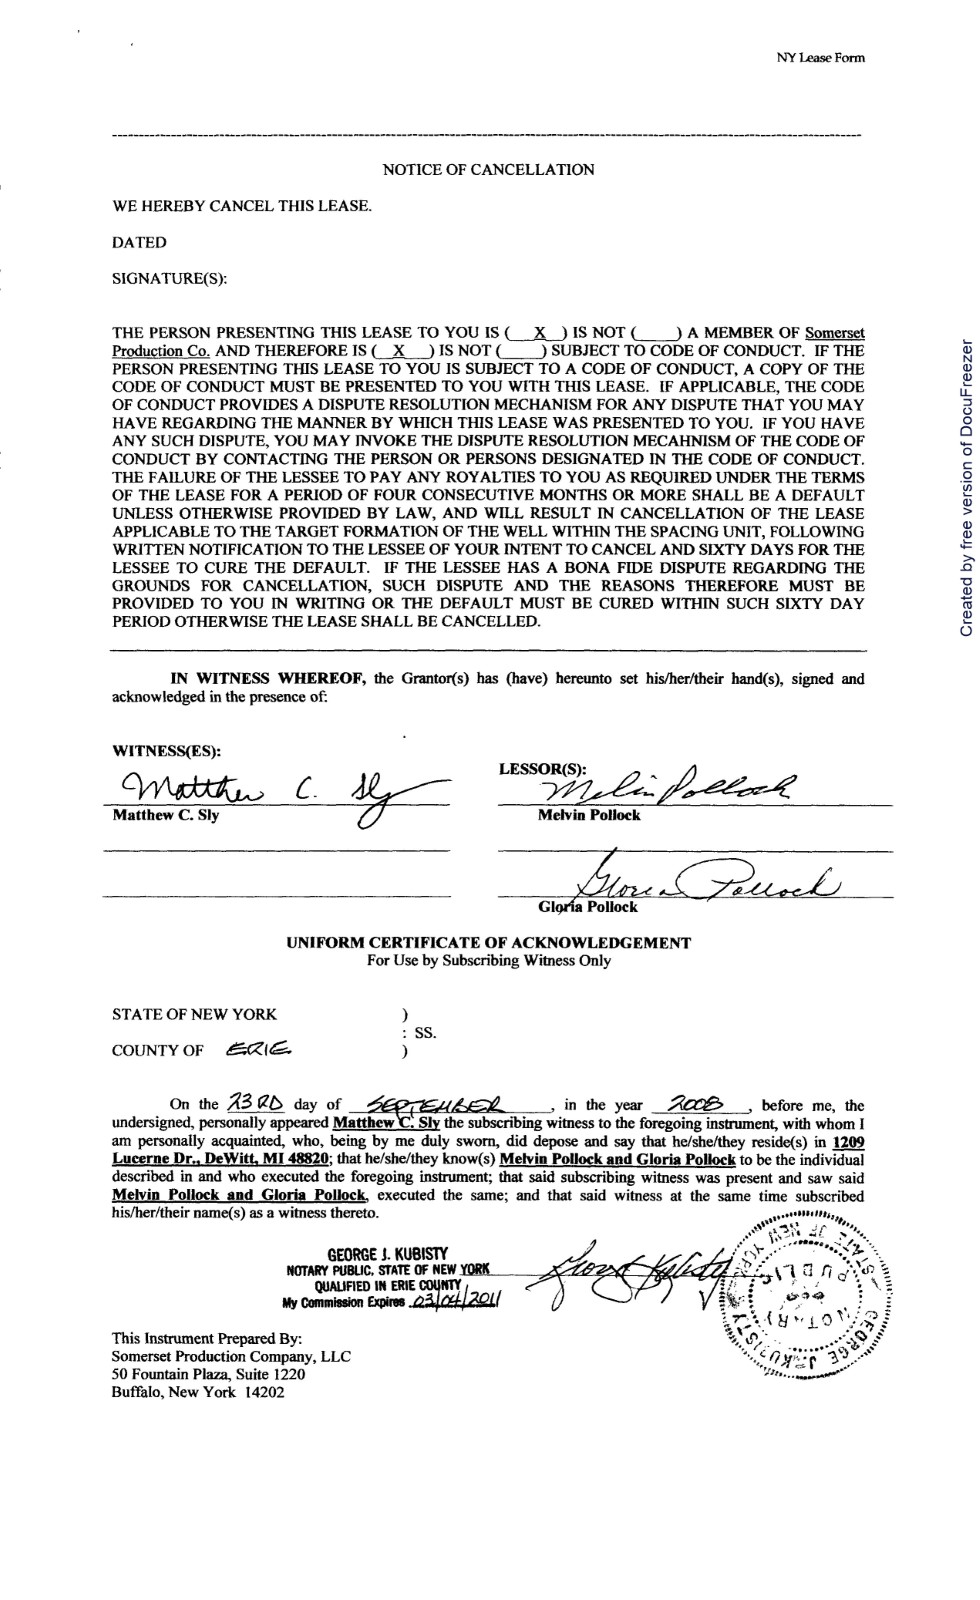 NY Lease Form
NOTICE OF CANCELLATION
WE HEREBY CANCEL THIS LEASE.
DATED
SIGNATURE(S):
THE PERSON PRESENTING THIS LEASE TO YOU IS ( X ) IS NOT ( ) A MEMBER OF Somerset
Production Co. AND THEREFORE IS ( X ) IS NOT ( ) SUBJECT TO CODE OF CONDUCT. IF THE
PERSON PRESENTING THIS LEASE TO YOU IS SUBJECT TO A CODE OF CONDUCT, A COPY OF THE
CODE OF CONDUCT MUST BE PRESENTED TO YOU WITH THIS LEASE. IF APPLICABLE, THE CODE
OF CONDUCT PROVIDES A DISPUTE RESOLUTION MECHANISM FOR ANY DISPUTE THAT YOU MAY
HAVE REGARDING THE MANNER BY WHICH THIS LEASE WAS PRESENTED TO YOU. IF YOU HAVE
ANY SUCH DISPUTE, YOU MAY INVOKE THE DISPUTE RESOLUTION MECAHNISM OF THE CODE OF
CONDUCT BY CONTACTING THE PERSON OR PERSONS DESIGNATED IN THE CODE OF CONDUCT.
THE FAILURE OF THE LESSEE TO PAY ANY ROYALTIES TO YOU AS REQUIRED UNDER THE TERMS
OF THE LEASE FOR A PERIOD OF FOUR CONSECUTIVE MONTHS OR MORE SHALL BE A DEFAULT
UNLESS OTHERWISE PROVIDED BY LAW, AND WILL RESULT IN CANCELLATION OF THE LEASE
APPLICABLE TO THE TARGET FORMATION OF THE WELL WITHIN THE SPACING UNIT, FOLLOWING
WRITTEN NOTIFICATION TO THE LESSEE OF YOUR INTENT TO CANCEL AND SIXTY DAYS FOR THE
LESSEE TO CURE THE DEFAULT. IF THE LESSEE HAS A BONA FIDE DISPUTE REGARDING THE
GROUNDS FOR CANCELLATION, SUCH DISPUTE AND THE REASONS THEREFORE MUST BE
PROVIDED TO YOU IN WRITING OR THE DEFAULT MUST BE CURED WITHIN SUCH SIXTY DAY
PERIOD OTHERWISE THE LEASE SHALL BE CANCELLED.
IN WITNESS WHEREOF, the Grantor(s) has (have) hereunto set his/her/their hand(s), signed and
acknowledged in the presence of:
WITNESS(ES):
LESSOR(S):
Matthew C. Sly
Melvin Pollock
Matthew C. Sly
Melvin Pollock
Gloria Pollock
Gloria Pollock
UNIFORM CERTIFICATE OF ACKNOWLEDGEMENT
For Use by Subscribing Witness Only
STATE OF NEW YORK )
: SS.
COUNTY OF ERIE )
On the 23RD day of SEPTEMBER, in the year 2008, before me, the
undersigned, personally appeared Matthew C. Sly the subscribing witness to the foregoing instrument, with whom I
am personally acquainted, who, being by me duly sworn, did depose and say that he/she/they reside(s) in 1209
Lucerne Dr., DeWitt, MI 48820; that he/she/they know(s) Melvin Pollock and Gloria Pollock to be the individual
described in and who executed the foregoing instrument; that said subscribing witness was present and saw said
Melvin Pollock and Gloria Pollock, executed the same; and that said witness at the same time subscribed
his/her/their name(s) as a witness thereto.
GEORGE J. KUBISTY
NOTARY PUBLIC, STATE OF NEW YORK
QUALIFIED IN ERIE COUNTY
My Commission Expires 03/04/2011
George J Kubisty
GEORGE J. KUBISTY STATE OF NEW YORK
NOTARY PUBLIC
This Instrument Prepared By:
Somerset Production Company, LLC
50 Fountain Plaza, Suite 1220
Buffalo, New York 14202
Created by free version of DocuFreezer